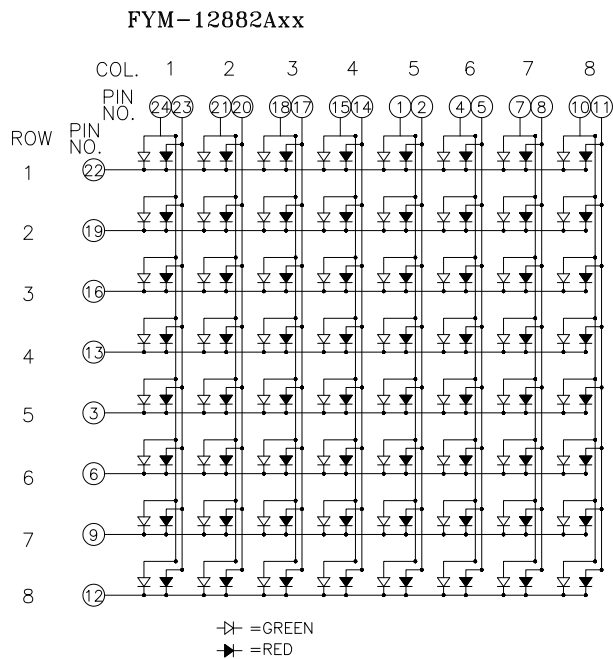 FYM-12882Axx
COL. 1 2 3 4 5 6 7 8
PIN NO. 24 23 21 20 18 17 15 14 1 2 4 5 7 8 10 11
ROW PIN NO.
1 22
2 19
3 16
4 13
5 3
6 6
7 9
8 12
=GREEN
=RED